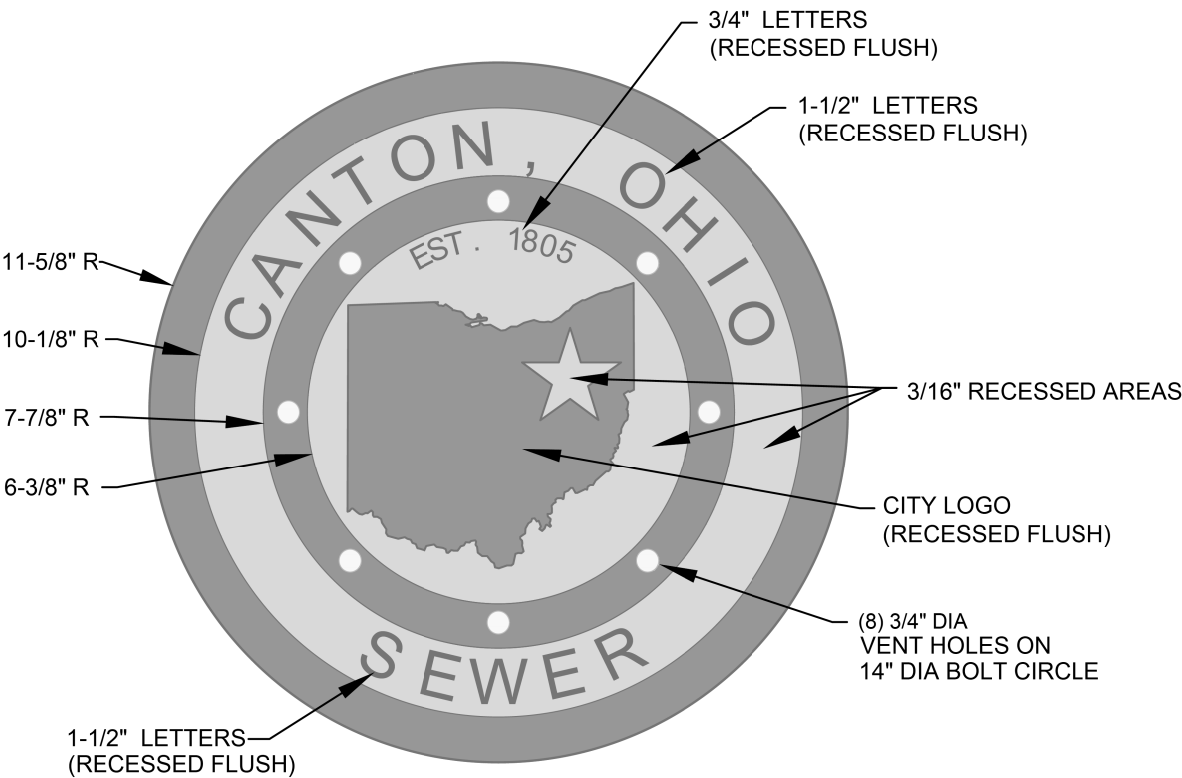 3/4" LETTERS
(RECESSED FLUSH)
1-1/2" LETTERS
(RECESSED FLUSH)
CANTON, OHIO
EST. 1805
11-5/8" R
10-1/8" R
7-7/8" R
6-3/8" R
3/16" RECESSED AREAS
CITY LOGO
(RECESSED FLUSH)
(8) 3/4" DIA
VENT HOLES ON
14" DIA BOLT CIRCLE
SEWER
1-1/2" LETTERS
(RECESSED FLUSH)